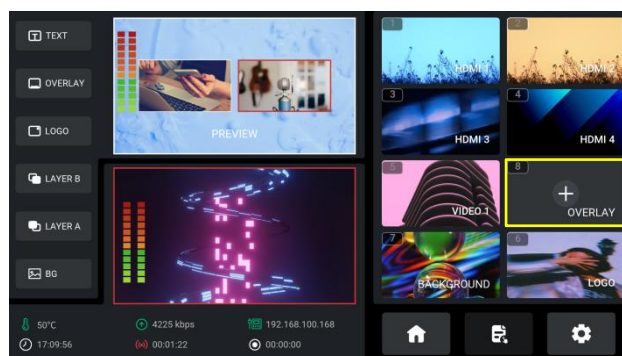 TEXT
OVERLAY
LOGO
LAYER B
LAYER A
BG
PREVIEW
1
HDMI 1
2
HDMI 2
3
HDMI 3
4
HDMI 4
5
VIDEO 1
8
OVERLAY
7
BACKGROUND
6
LOGO
50°C
4225 kbps
192.168.100.168
17:09:56
00:01:22
00:00:00